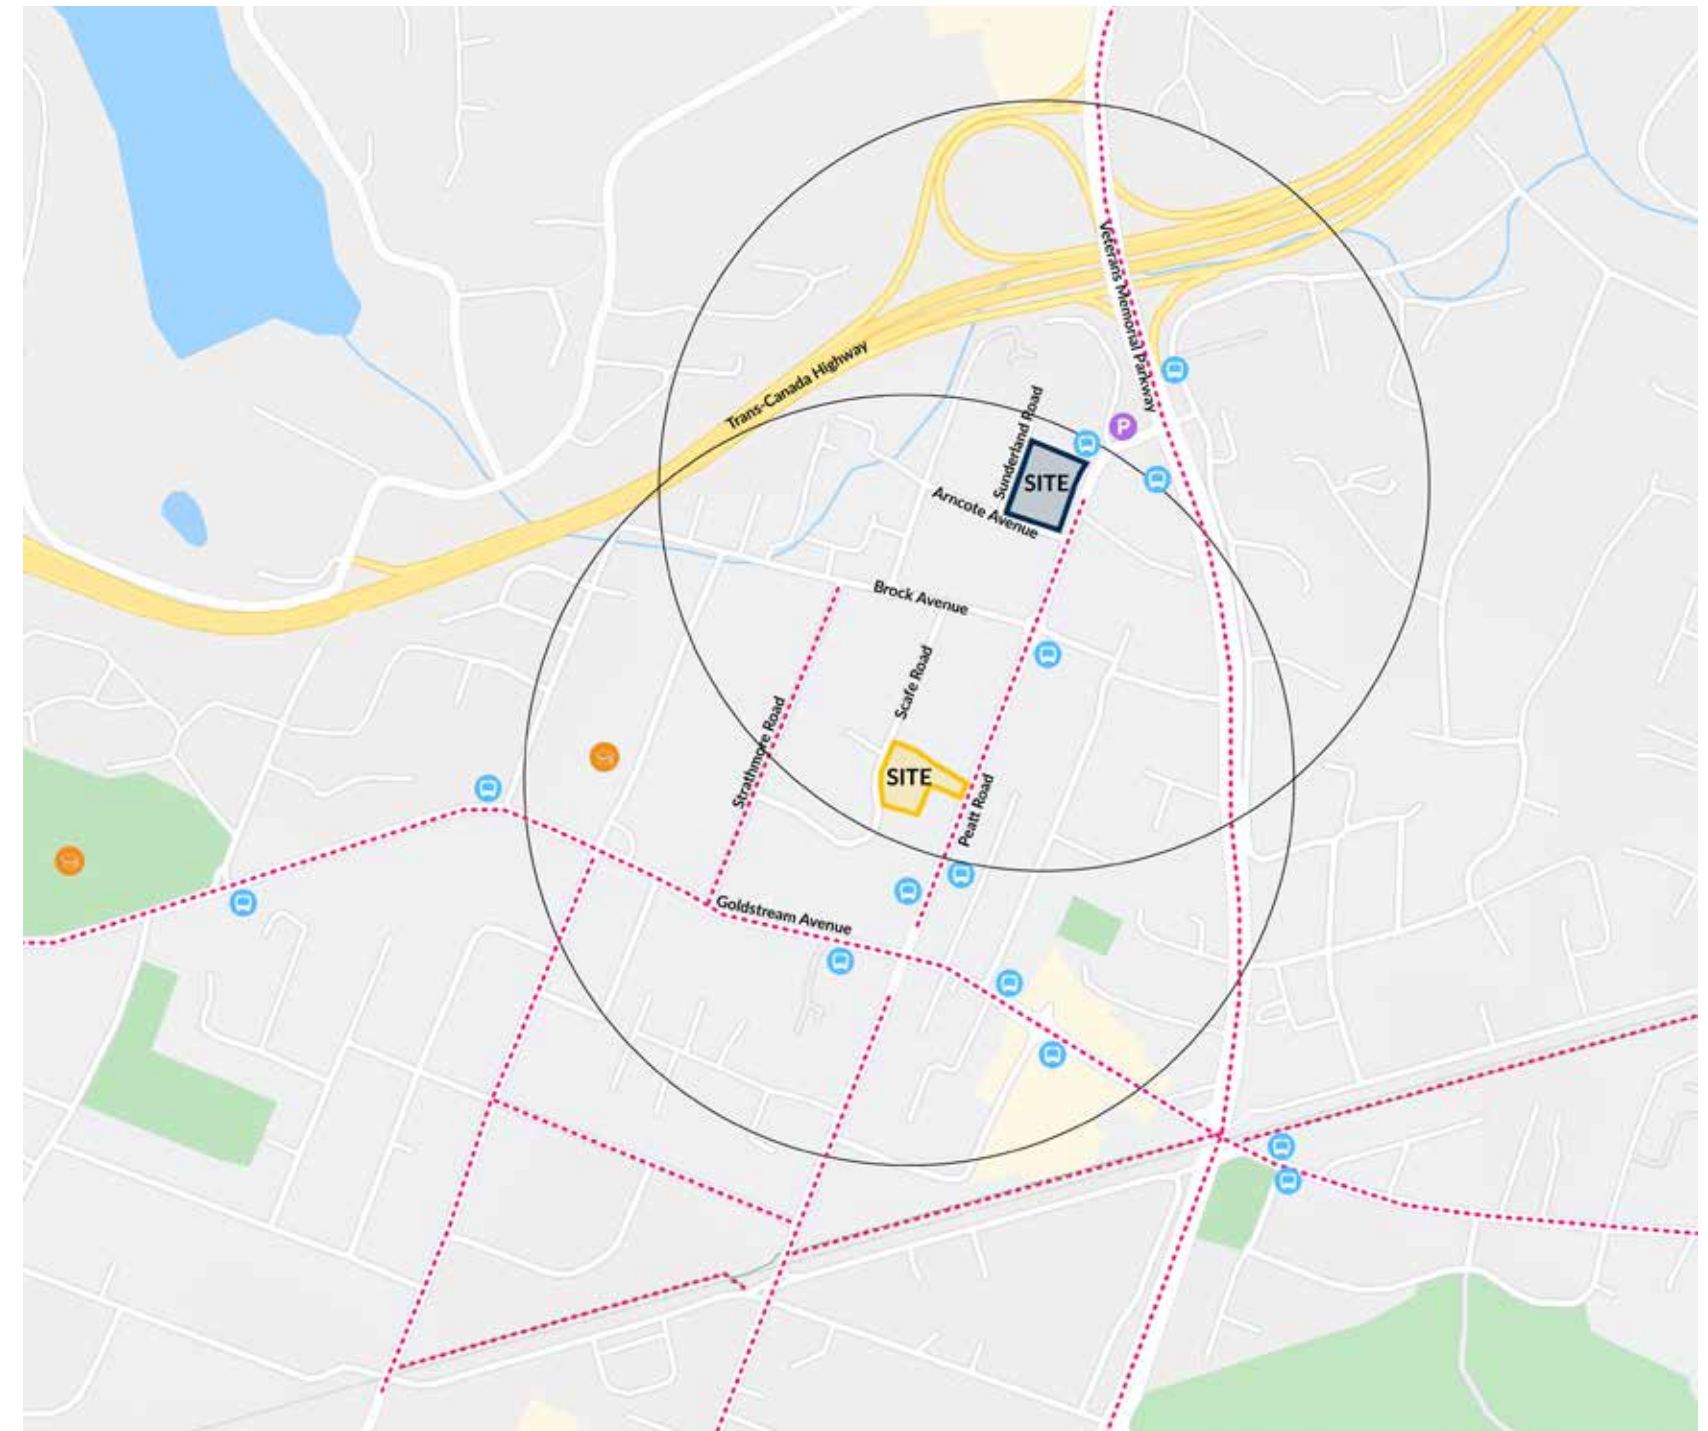 Veterans Memorial Parkway
Trans-Canada Highway
P
Sunderland Road
SITE
Arncote Avenue
Brock Avenue
Scafe Road
Strathmore Road
SITE
Peatt Road
Goldstream Avenue